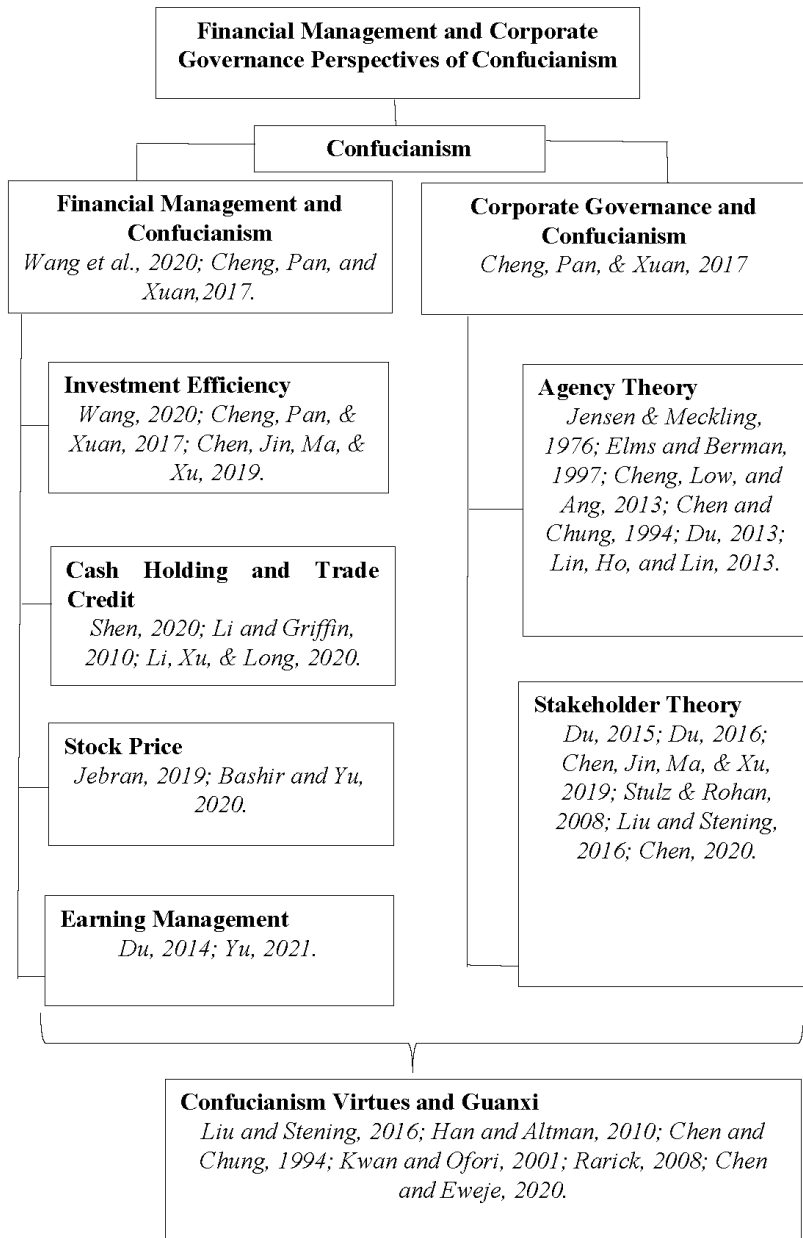 Financial Management and Corporate
Governance Perspectives of Confucianism
Confucianism
Financial Management and
Confucianism
Wang et al., 2020; Cheng, Pan, and
Xuan,2017.
Investment Efficiency
Wang, 2020; Cheng, Pan, &
Xuan, 2017; Chen, Jin, Ma, &
Xu, 2019.
Cash Holding and Trade
Credit
Shen, 2020; Li and Griffin,
2010; Li, Xu, & Long, 2020.
Stock Price
Jebran, 2019; Bashir and Yu,
2020.
Earning Management
Du, 2014; Yu, 2021.
Corporate Governance and
Confucianism
Cheng, Pan, & Xuan, 2017
Agency Theory
Jensen & Meckling,
1976; Elms and Berman,
1997; Cheng, Low, and
Ang, 2013; Chen and
Chung, 1994; Du, 2013;
Lin, Ho, and Lin, 2013.
Stakeholder Theory
Du, 2015; Du, 2016;
Chen, Jin, Ma, & Xu,
2019; Stulz & Rohan,
2008; Liu and Stening,
2016; Chen, 2020.
Confucianism Virtues and Guanxi
Liu and Stening, 2016; Han and Altman, 2010; Chen and
Chung, 1994; Kwan and Ofori, 2001; Rarick, 2008; Chen
and Eweje, 2020.